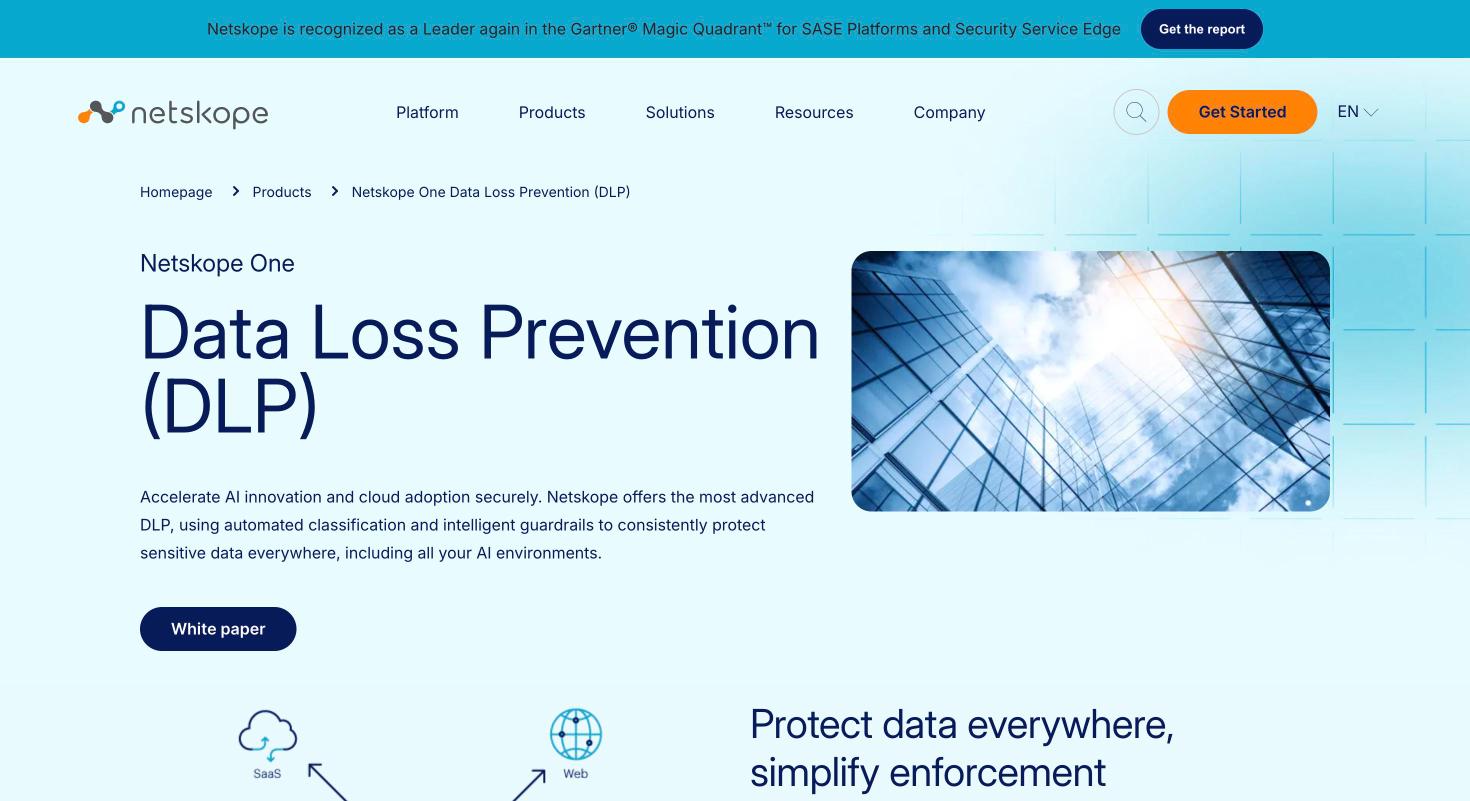 Netskope is recognized as a Leader again in the Gartner® Magic Quadrant™ for SASE Platforms and Security Service Edge
Get the report
netskope
Platform
Products
Solutions
Resources
Company
Get Started
EN
Homepage
Products
Netskope One Data Loss Prevention (DLP)
Netskope One
Data Loss Prevention
(DLP)
Accelerate AI innovation and cloud adoption securely. Netskope offers the most advanced
DLP, using automated classification and intelligent guardrails to consistently protect
sensitive data everywhere, including all your AI environments.
White paper
SaaS
Web
Protect data everywhere,
simplify enforcement